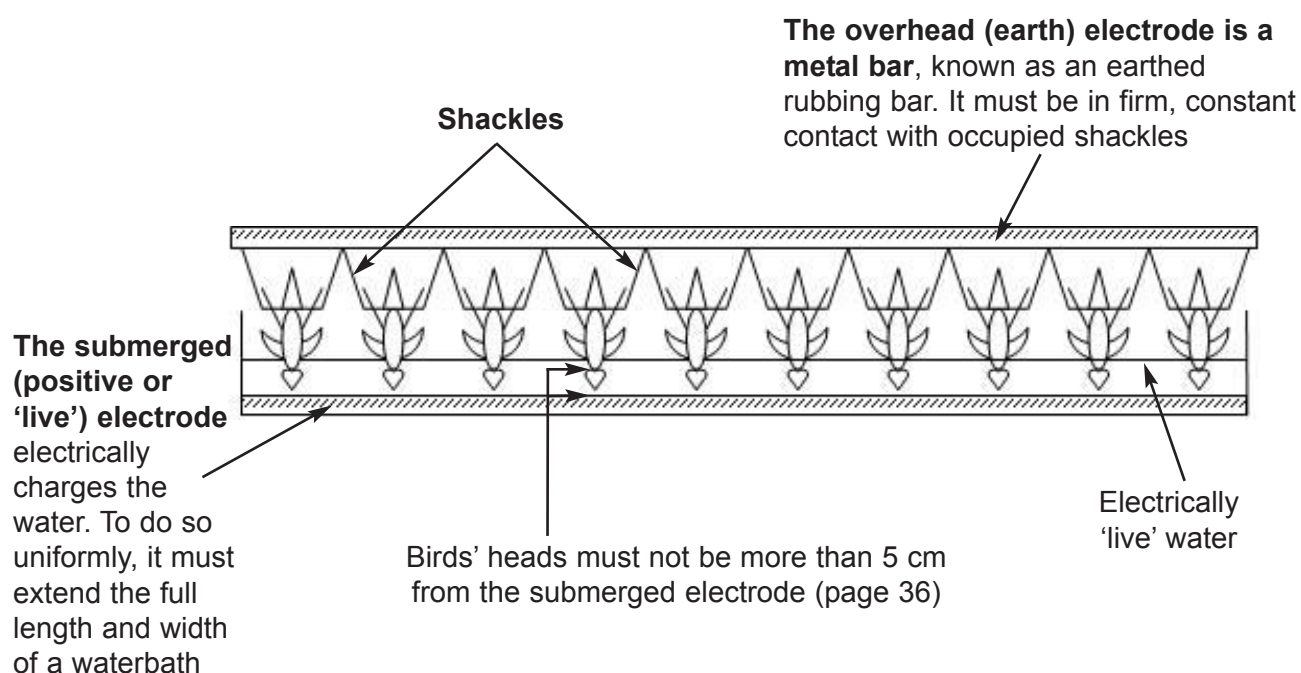 The overhead (earth) electrode is a
metal bar, known as an earthed
rubbing bar. It must be in firm, constant
contact with occupied shackles
Shackles
The submerged
(positive or
‘live’) electrode
electrically
charges the
water. To do so
uniformly, it must
extend the full
length and width
of a waterbath
Birds’ heads must not be more than 5 cm
from the submerged electrode (page 36)
Electrically
‘live’ water